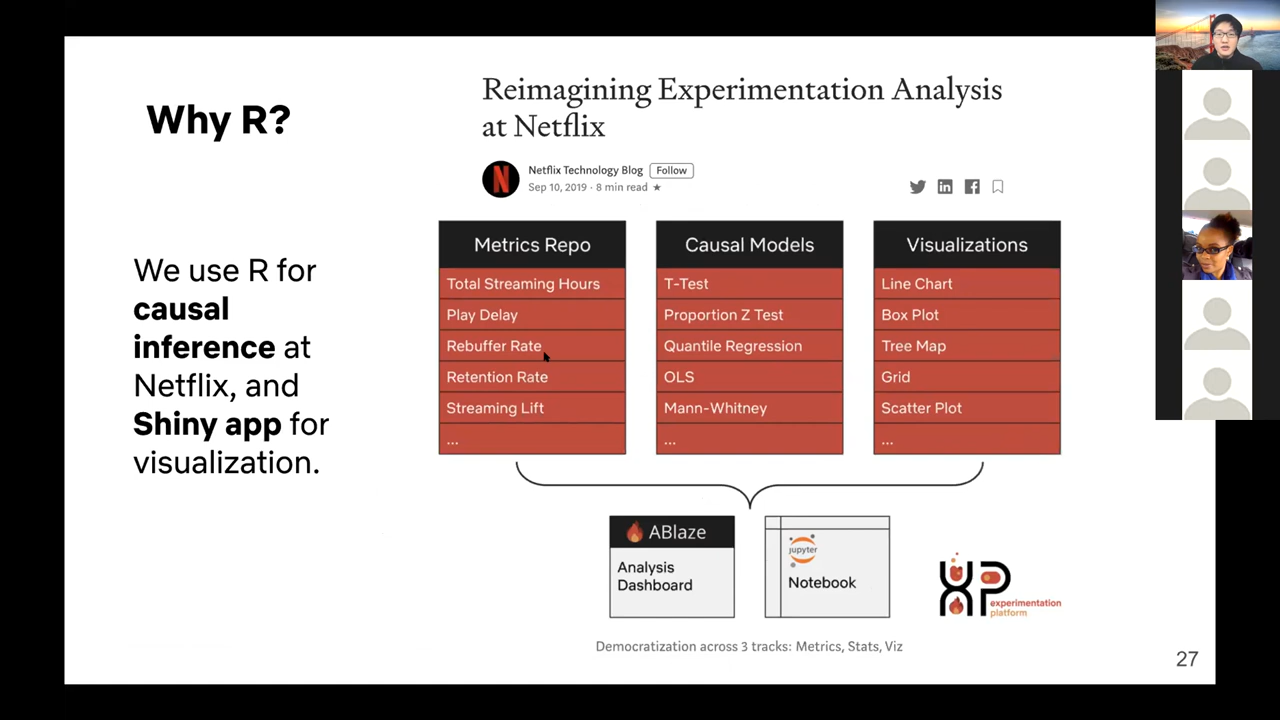 Why R?
We use R for
causal
inference at
Netflix, and
Shiny app for
visualization.
Reimagining Experimentation Analysis
at Netflix
Netflix Technology Blog Follow
Sep 10, 2019 · 8 min read ★
Metrics Repo
Total Streaming Hours
Play Delay
Rebuffer Rate
Retention Rate
Streaming Lift
...
Causal Models
T-Test
Proportion Z Test
Quantile Regression
OLS
Mann-Whitney
...
Visualizations
Line Chart
Box Plot
Tree Map
Grid
Scatter Plot
...
ABlaze
Analysis
Dashboard
jupyter
Notebook
XP
experimentation
platform
Democratization across 3 tracks: Metrics, Stats, Viz
27